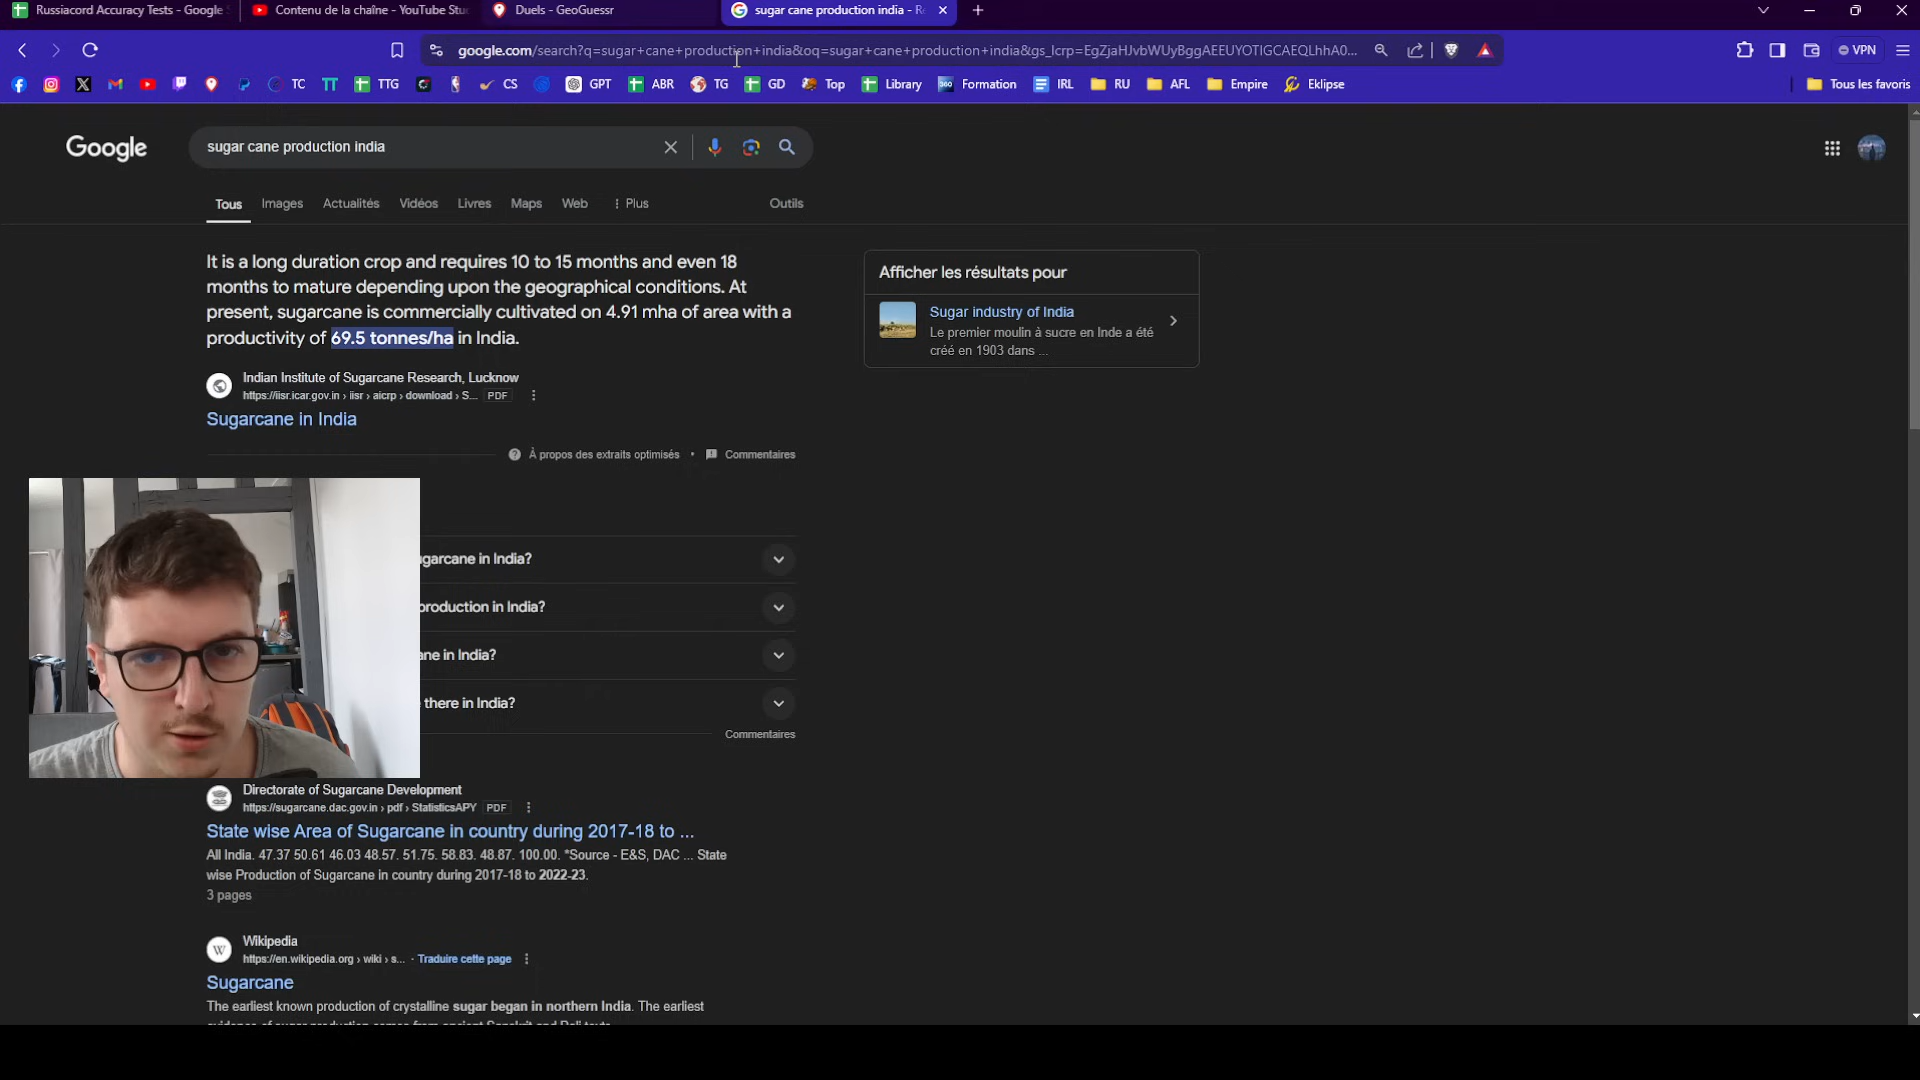 Russiacord Accuracy Tests - Google
Contenu de la chaîne - YouTube Stu
Duels - GeoGuessr
sugar cane production india - Re
google.com/search?q=sugar+cane+production+india&oq=sugar+cane+production+india&gs_lcrp=EgZjaHJvbWUyBggAEEUYOTIGCAEQLhhA0...
VPN
TC
TT
TTG
CS
GPT
ABR
TG
GD
Top
Library
Formation
IRL
RU
AFL
Empire
Eklipse
Tous les favoris
Google
sugar cane production india
Tous Images Actualités Vidéos Livres Maps Web Plus Outils
It is a long duration crop and requires 10 to 15 months and even 18
months to mature depending upon the geographical conditions. At
present, sugarcane is commercially cultivated on 4.91 mha of area with a
productivity of 69.5 tonnes/ha in India.
Indian Institute of Sugarcane Research, Lucknow
https://iisr.icar.gov.in › iisr › aicrp › download › S... PDF
Sugarcane in India
À propos des extraits optimisés • Commentaires
Afficher les résultats pour
Sugar industry of India
Le premier moulin à sucre en Inde a été
créé en 1903 dans ...
garcane in India?
production in India?
ane in India?
there in India?
Commentaires
Directorate of Sugarcane Development
https://sugarcane.dac.gov.in › pdf › StatisticsAPY PDF
State wise Area of Sugarcane in country during 2017-18 to ...
All India. 47.37 50.61 46.03 48.57. 51.75. 58.83. 48.87. 100.00. *Source - E&S, DAC ... State
wise Production of Sugarcane in country during 2017-18 to 2022-23.
3 pages
Wikipedia
https://en.wikipedia.org › wiki › s... · Traduire cette page
Sugarcane
The earliest known production of crystalline sugar began in northern India. The earliest